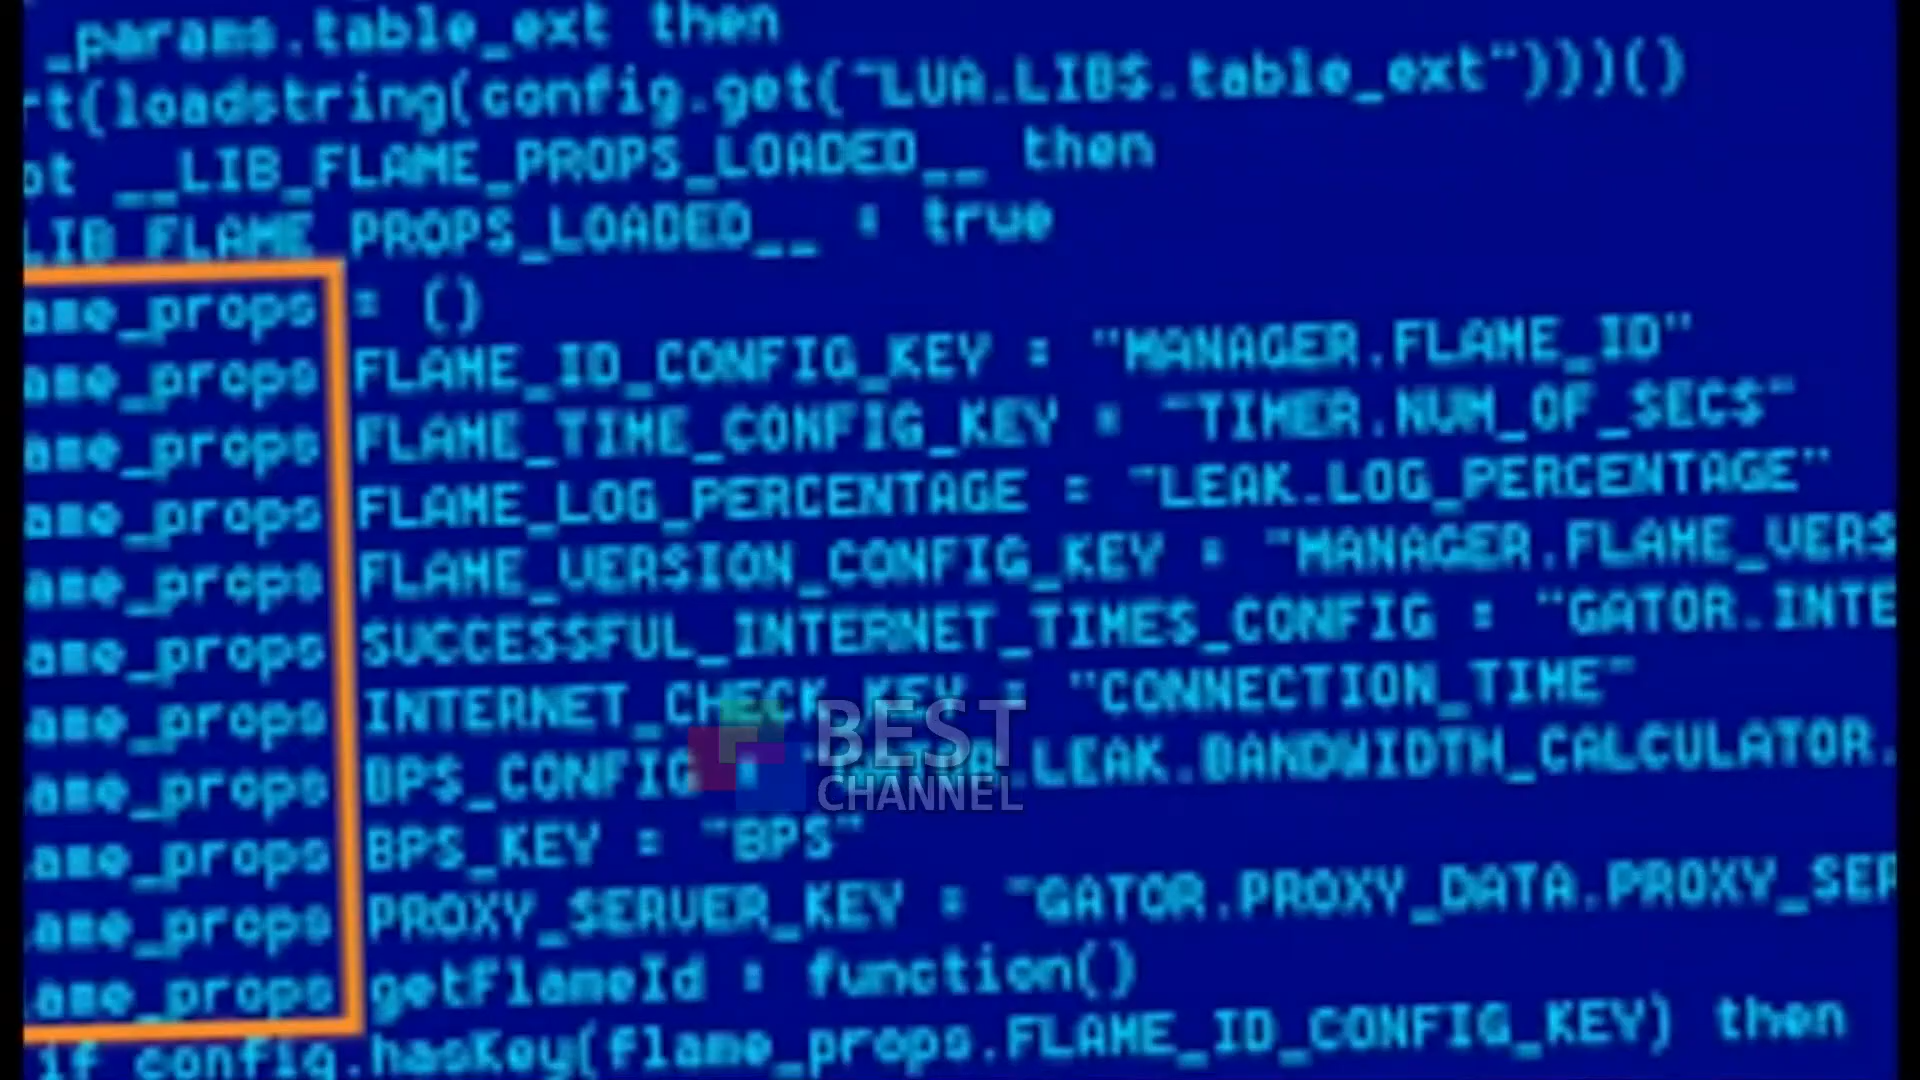 _params.table_ext then
rt(loadstring(config.get("LUA.LIBS.table_ext")))()
ot __LIB_FLAME_PROPS_LOADED__ then
LIB_FLAME_PROPS_LOADED__ = true
ame_props = {}
ame_props FLAME_ID_CONFIG_KEY = "MANAGER.FLAME_ID"
ame_props FLAME_TIME_CONFIG_KEY = "TIMER.NUM_OF_SECS"
ame_props FLAME_LOG_PERCENTAGE = "LEAK.LOG_PERCENTAGE"
ame_props FLAME_VERSION_CONFIG_KEY = "MANAGER.FLAME_VERS
ame_props SUCCESSFUL_INTERNET_TIMES_CONFIG = "GATOR.INTE
ame_props INTERNET_CHECK_KEY = "CONNECTION_TIME"
ame_props BPS_CONFIG = .LEAK.BANDWIDTH_CALCULATOR.
ame_props BPS_KEY = "BPS"
ame_props PROXY_SERVER_KEY = "GATOR.PROXY_DATA.PROXY_SER
ame_props getFlameId = function()
if config.hasKey(flame_props.FLAME_ID_CONFIG_KEY) then
BEST
CHANNEL